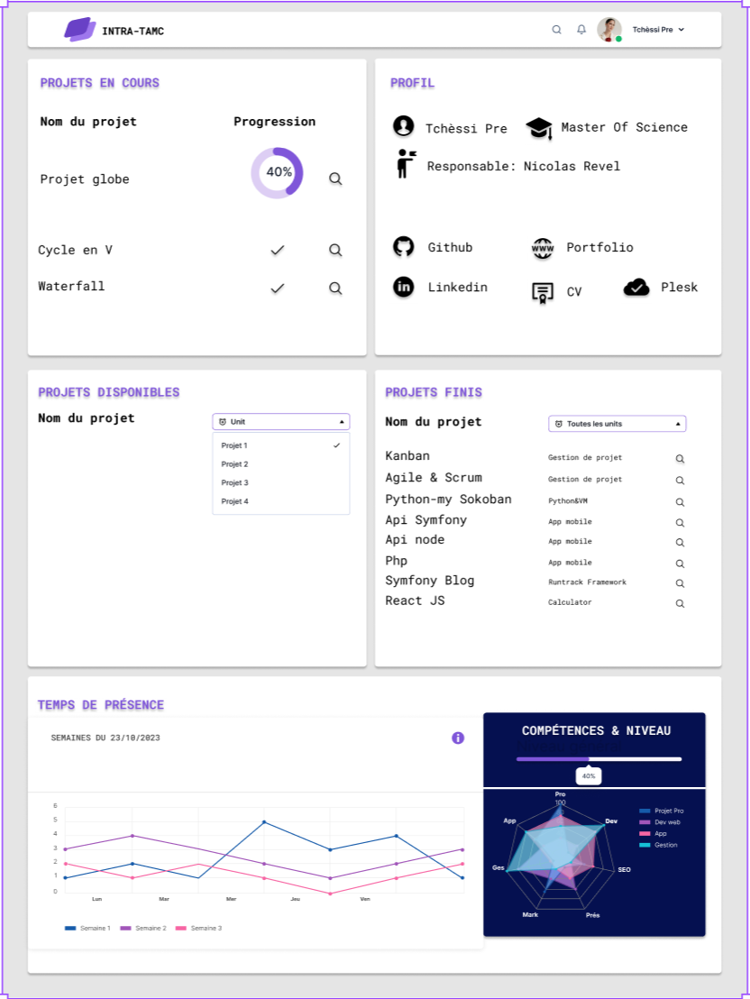 INTRA-TAMC
Tchèssi Pre
PROJETS EN COURS
Nom du projet Progression
Projet globe 40%
Cycle en V
Waterfall
PROFIL
Tchèssi Pre Master Of Science
Responsable: Nicolas Revel
Github Portfolio
Linkedin CV Plesk
PROJETS DISPONIBLES
Nom du projet Unit
Projet 1
Projet 2
Projet 3
Projet 4
PROJETS FINIS
Nom du projet Toutes les units
Kanban Gestion de projet
Agile & Scrum Gestion de projet
Python-my Sokoban Python&VM
Api Symfony App mobile
Api node App mobile
Php App mobile
Symfony Blog Runtrack Framework
React JS Calculator
TEMPS DE PRÉSENCE
SEMAINES DU 23/10/2023
6
5
4
3
2
1
0
Lun Mar Mer Jeu Ven
Semaine 1 Semaine 2 Semaine 3
COMPÉTENCES & NIVEAU
40%
Pro
100
App Dev
Ges SEO
Mark Prés
Projet Pro
Dev web
App
Gestion